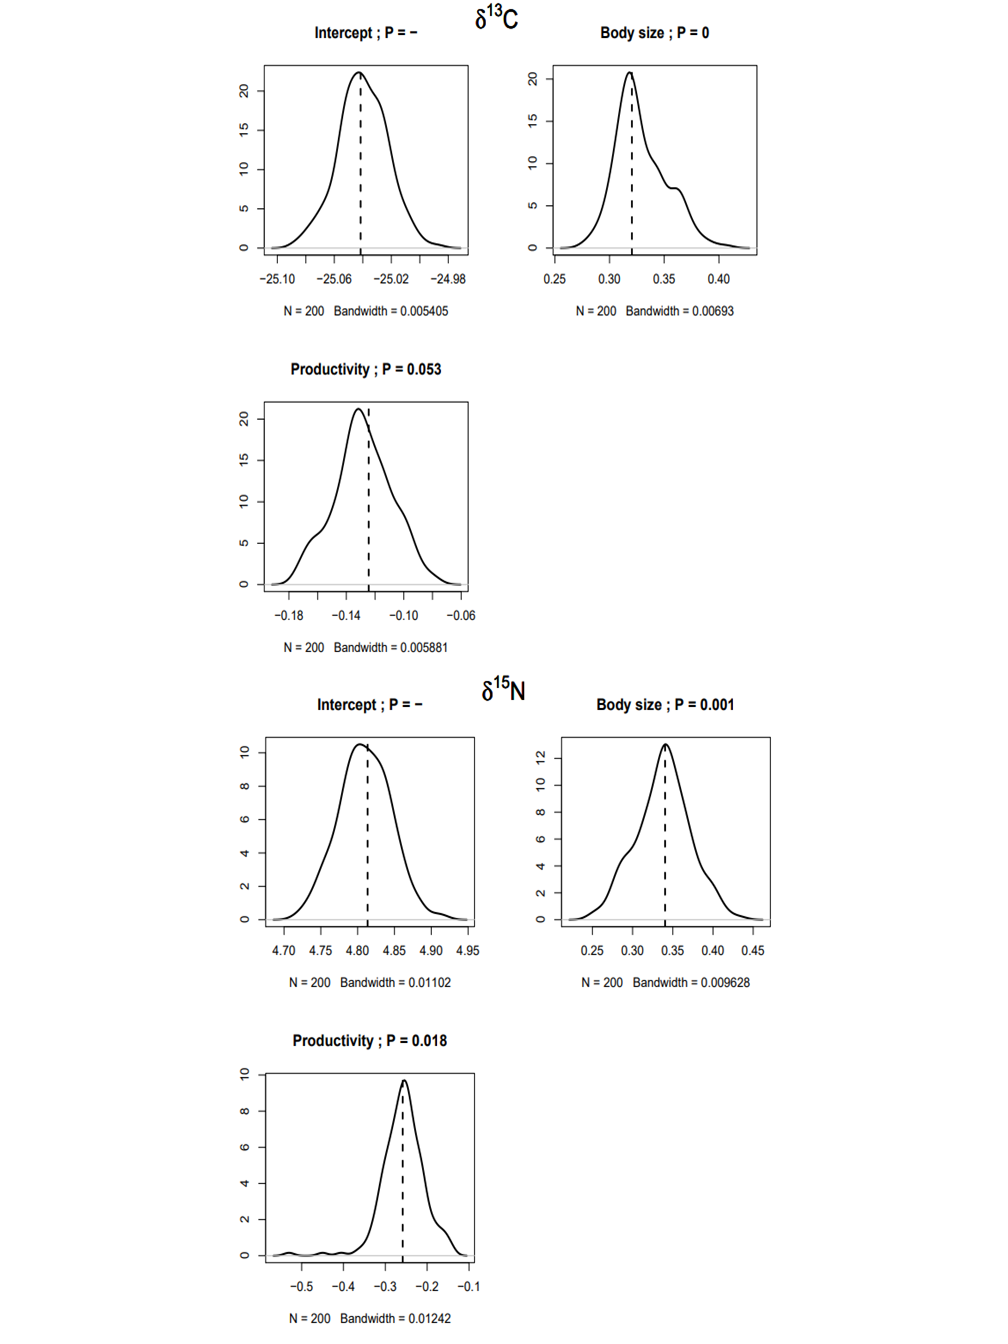 δ13C
Intercept ; P = −
Body size ; P = 0
20
15
10
5
0
−25.10 −25.06 −25.02 −24.98
N = 200 Bandwidth = 0.005405
20
15
10
5
0
0.25 0.30 0.35 0.40
N = 200 Bandwidth = 0.00693
Productivity ; P = 0.053
20
15
10
5
0
−0.18 −0.14 −0.10 −0.06
N = 200 Bandwidth = 0.005881
δ15N
Intercept ; P = −
Body size ; P = 0.001
10
8
6
4
2
0
4.70 4.75 4.80 4.85 4.90 4.95
N = 200 Bandwidth = 0.01102
12
10
8
6
4
2
0
0.25 0.30 0.35 0.40 0.45
N = 200 Bandwidth = 0.009628
Productivity ; P = 0.018
10
8
6
4
2
0
−0.5 −0.4 −0.3 −0.2 −0.1
N = 200 Bandwidth = 0.01242